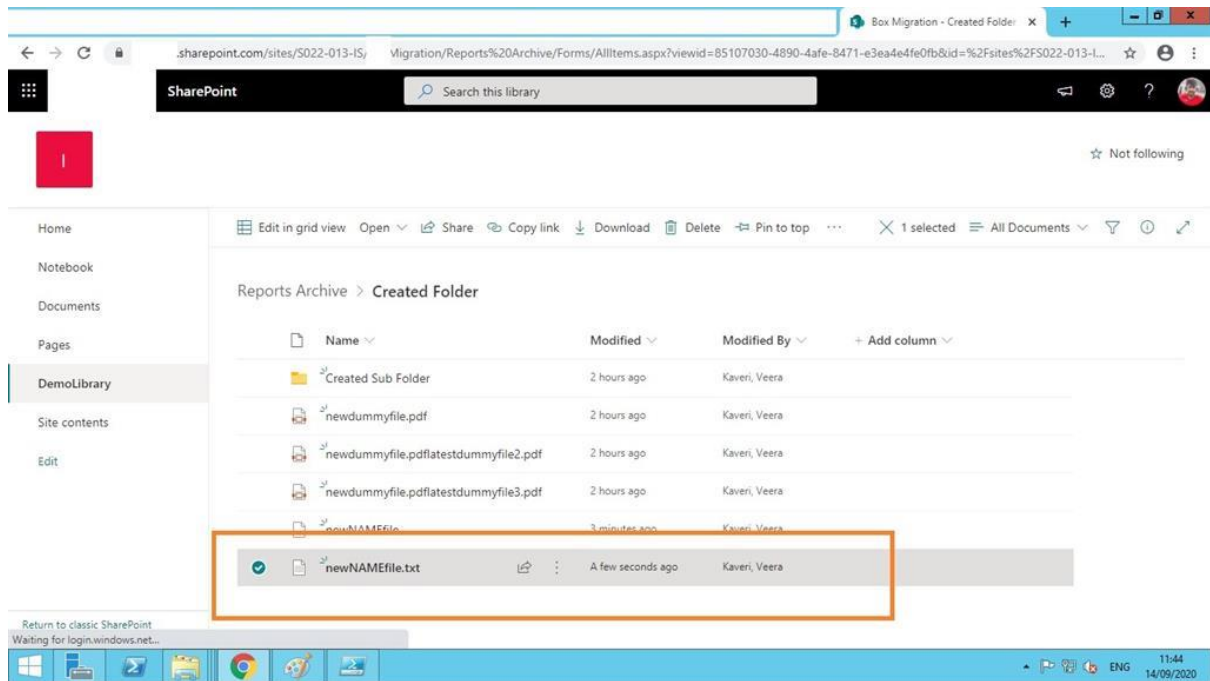 Box Migration - Created Folder
.sharepoint.com/sites/S022-013-IS/ Migration/Reports%20Archive/Forms/AllItems.aspx?viewid=85107030-4890-4afe-8471-e3ea4e4fe0fb&id=%2Fsites%2FS022-013-I...
SharePoint Search this library ?
I
Not following
Home
Edit in grid view Open Share Copy link Download Delete Pin to top ... 1 selected All Documents
Notebook
Reports Archive > Created Folder
Documents
Pages
Name Modified Modified By + Add column
DemoLibrary
Created Sub Folder 2 hours ago Kaveri, Veera
Site contents
newdummyfile.pdf 2 hours ago Kaveri, Veera
Edit
newdummyfile.pdflatestdummyfile2.pdf 2 hours ago Kaveri, Veera
newdummyfile.pdflatestdummyfile3.pdf 2 hours ago Kaveri, Veera
newNAMEfile 3 minutes ago Kaveri, Veera
newNAMEfile.txt A few seconds ago Kaveri, Veera
Return to classic SharePoint
Waiting for login.windows.net...
ENG 11:44
14/09/2020